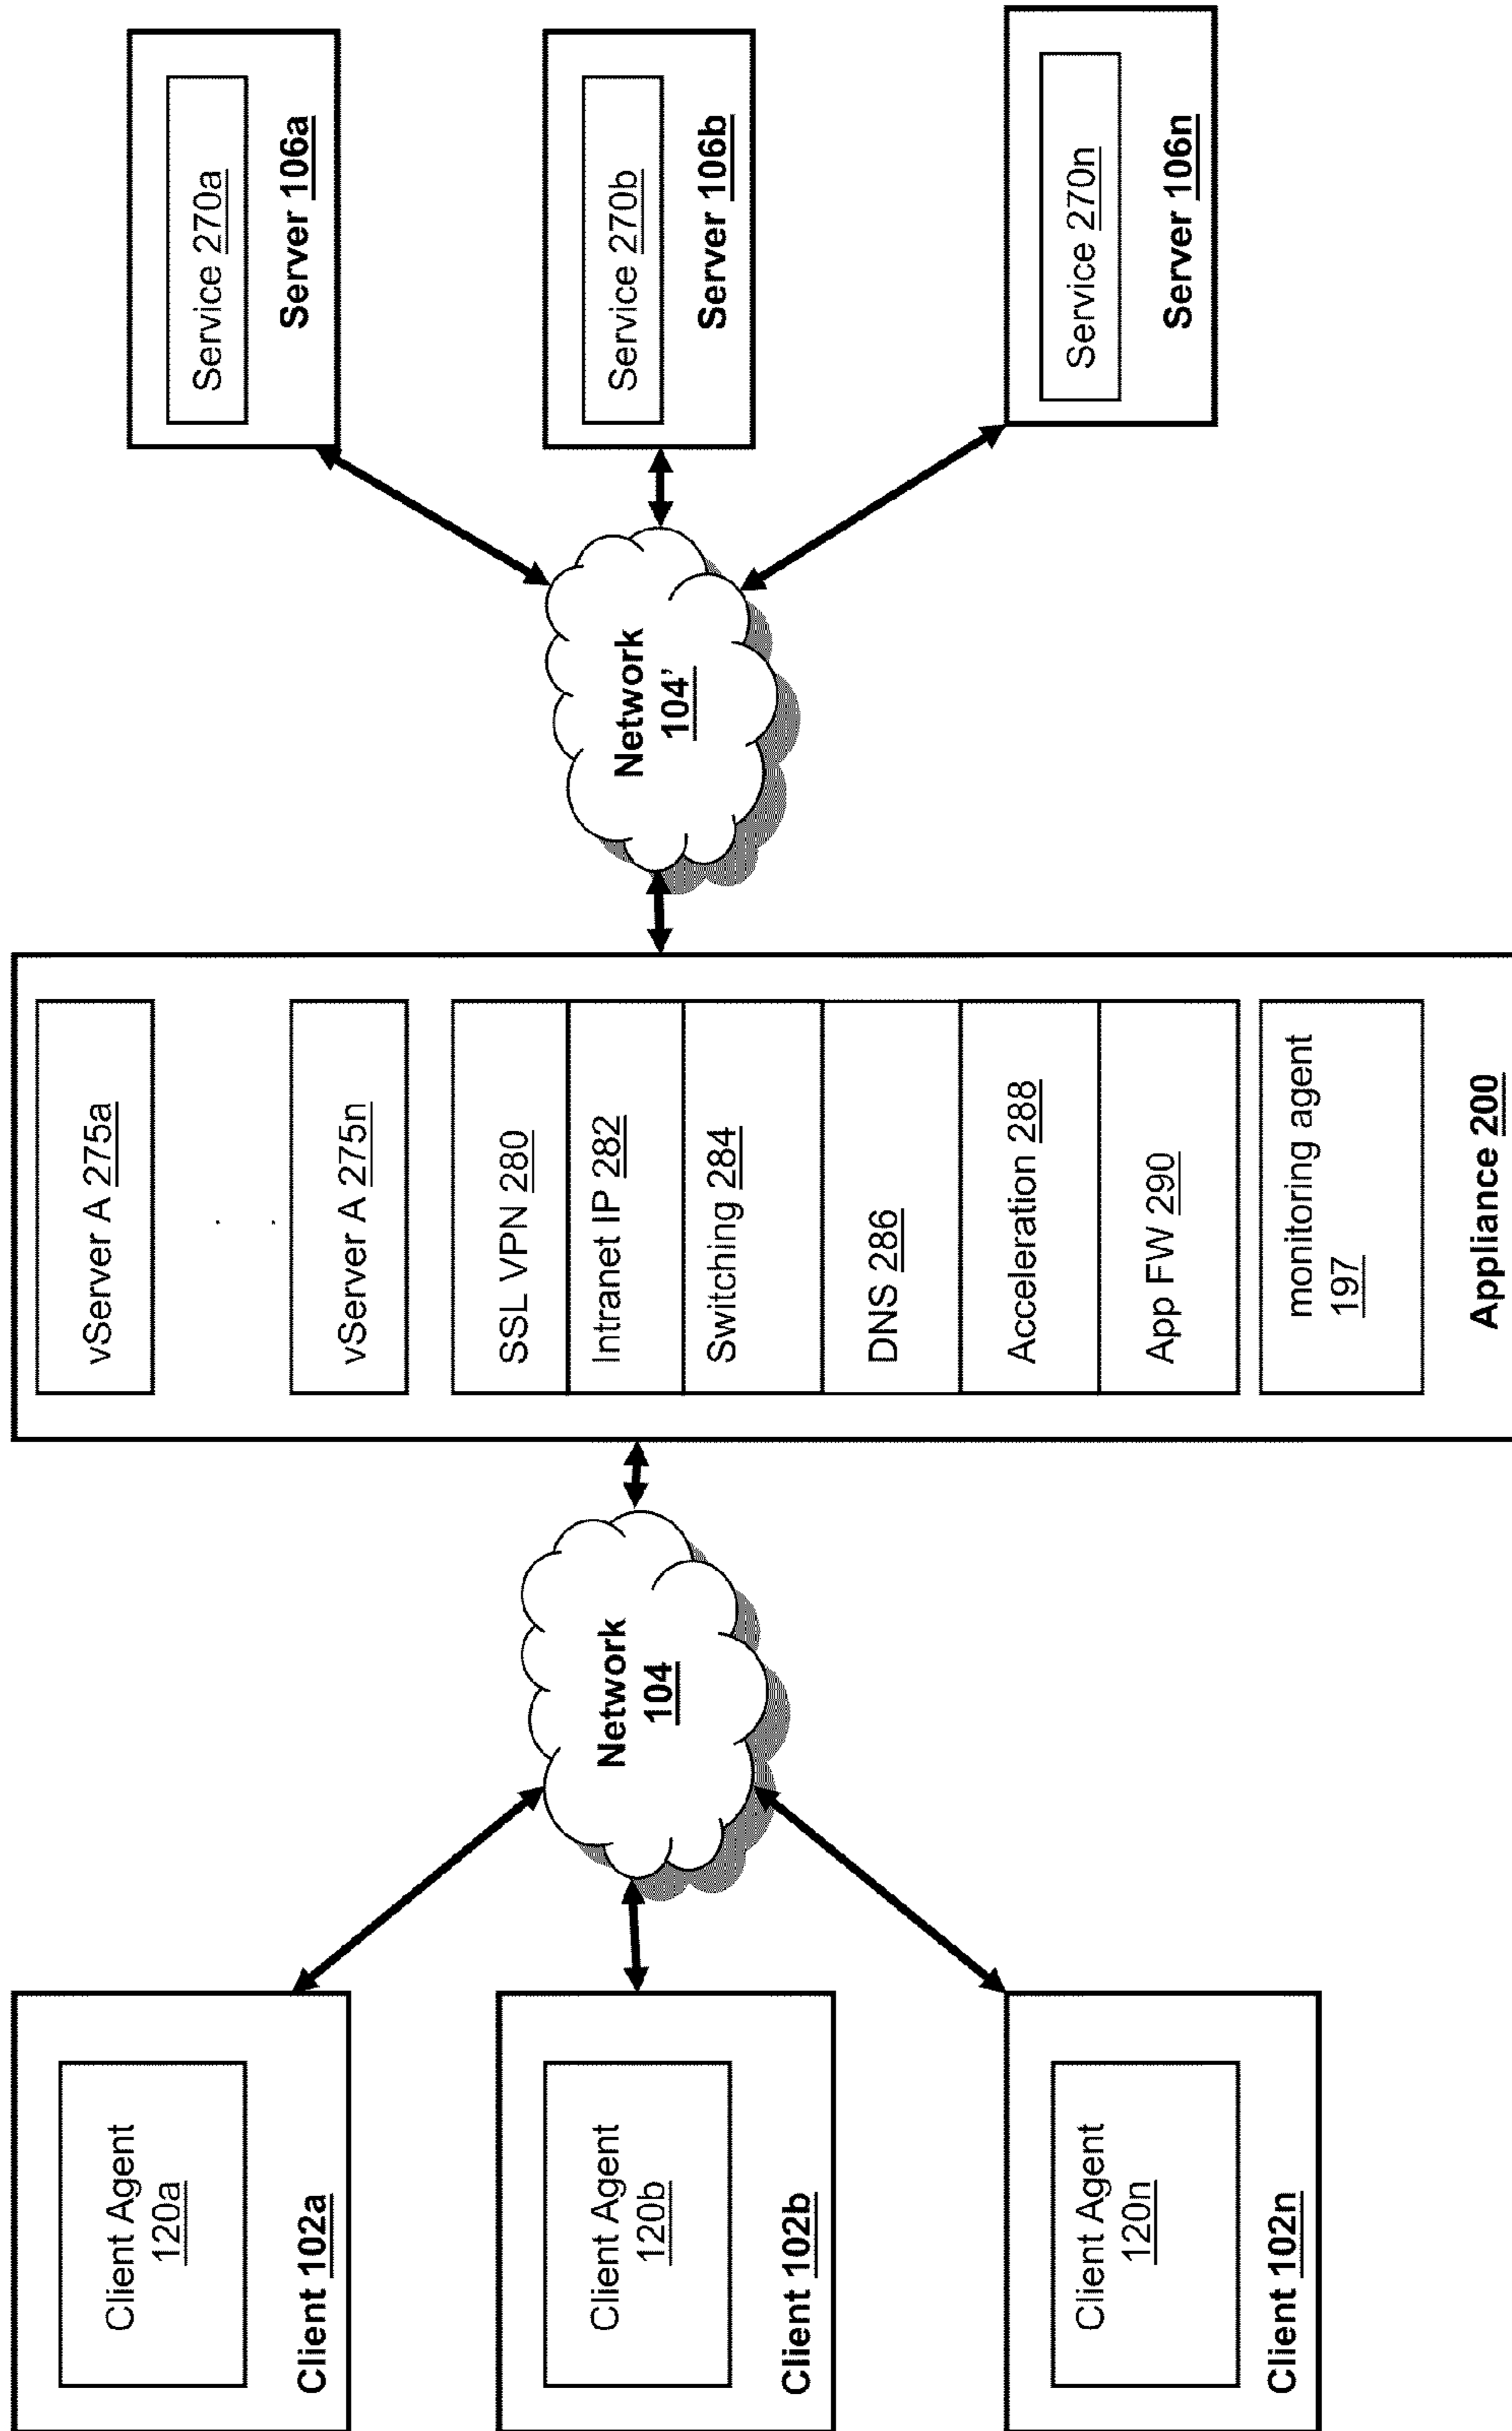 Client Agent
120a
Client 102a
Client Agent
120b
Client 102b
Client Agent
120n
Client 102n
Network
104
vServer A 275a
. .
vServer A 275n
SSL VPN 280
Intranet IP 282
Switching 284
DNS 286
Acceleration 288
App FW 290
monitoring agent
197
Appliance 200
Network
104’
Service 270a
Server 106a
Service 270b
Server 106b
Service 270n
Server 106n